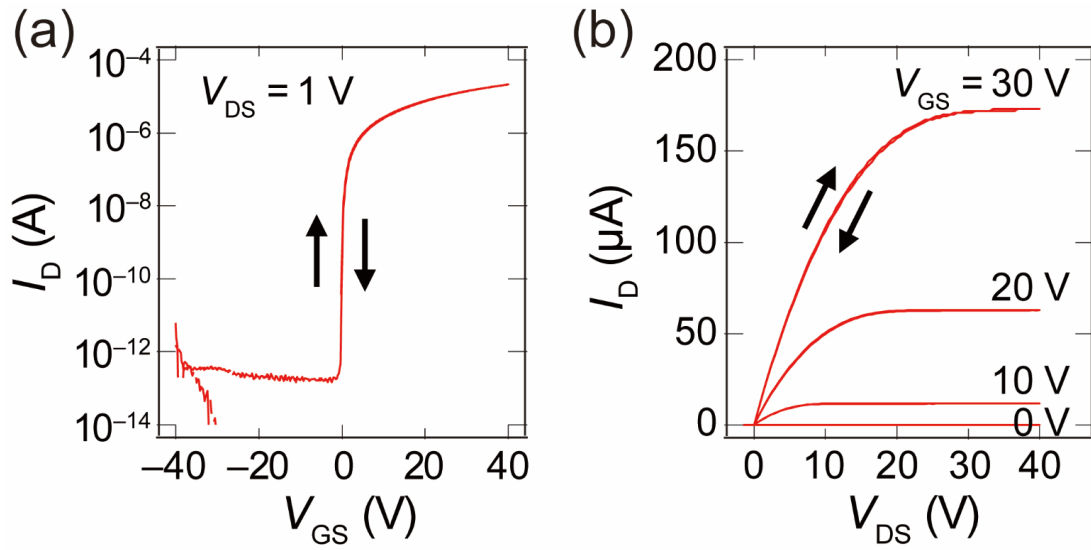 (a)
10⁻⁴
10⁻⁶
10⁻⁸
10⁻¹⁰
10⁻¹²
10⁻¹⁴
I_D (A)
V_DS = 1 V
−40 −20 0 20 40
V_GS (V)
(b)
200
150
100
50
0
I_D (μA)
V_GS = 30 V
20 V
10 V
0 V
0 10 20 30 40
V_DS (V)